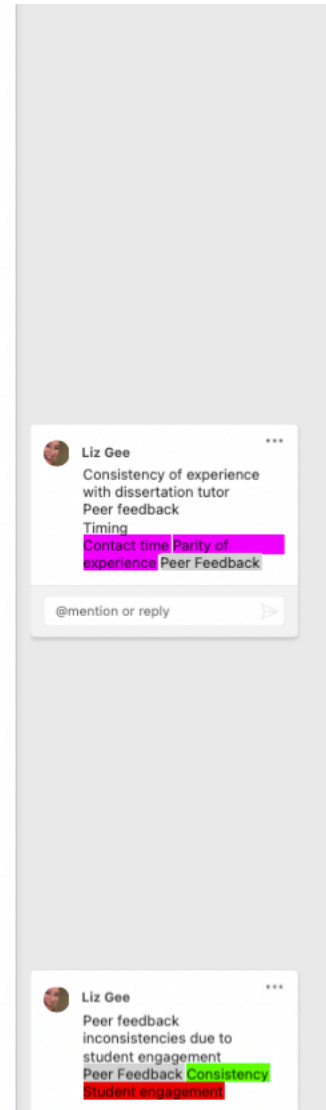 Liz Gee
Consistency of experience
with dissertation tutor
Peer feedback
Timing
Contact time Parity of
experience Peer Feedback
@mention or reply
Liz Gee
Peer feedback
inconsistencies due to
student engagement
Peer Feedback Consistency
Student engagement